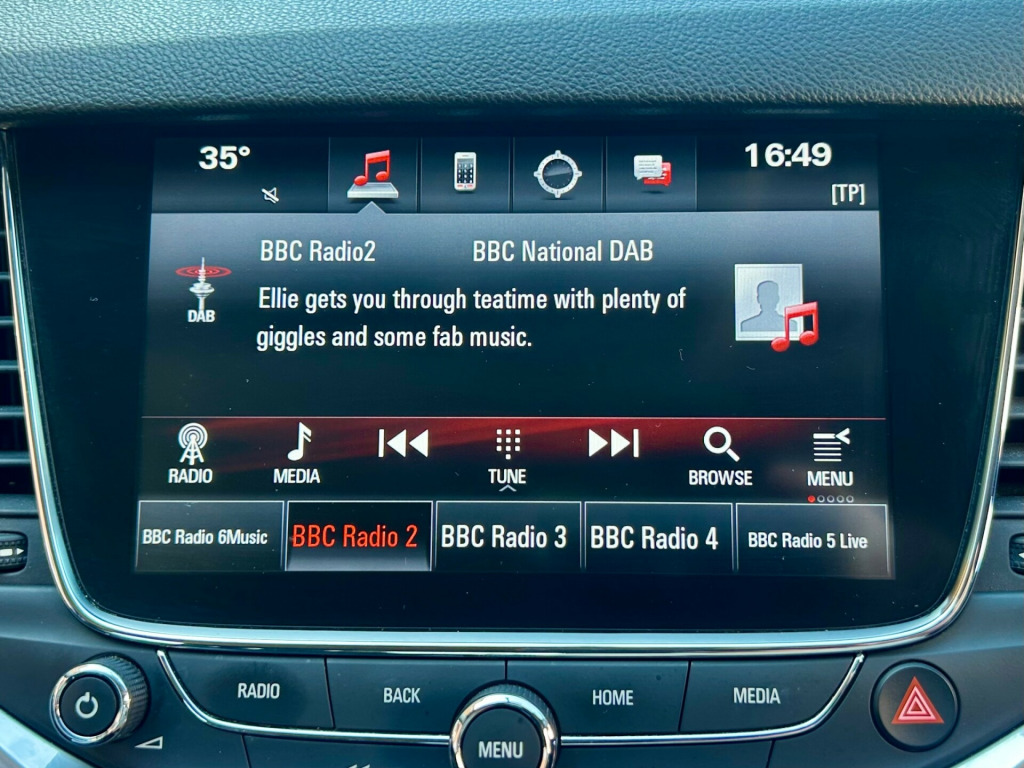 35°
16:49
[TP]
BBC Radio2
BBC National DAB
DAB
Ellie gets you through teatime with plenty of
giggles and some fab music.
RADIO
MEDIA
TUNE
BROWSE
MENU
BBC Radio 6Music
BBC Radio 2
BBC Radio 3
BBC Radio 4
BBC Radio 5 Live
RADIO
BACK
HOME
MEDIA
MENU